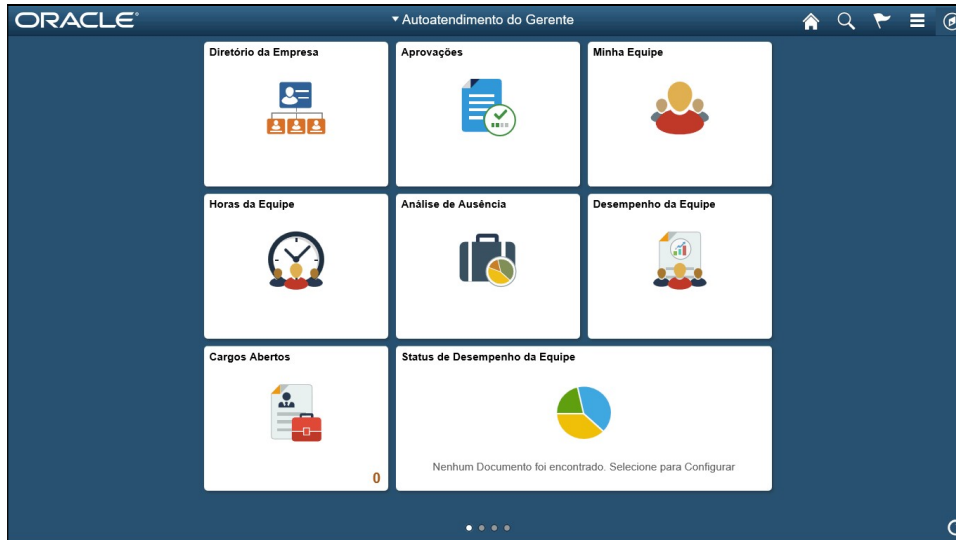 ORACLE
Autoatendimento do Gerente
Diretório da Empresa
Aprovações
Minha Equipe
Horas da Equipe
Análise de Ausência
Desempenho da Equipe
Cargos Abertos
0
Status de Desempenho da Equipe
Nenhum Documento foi encontrado. Selecione para Configurar